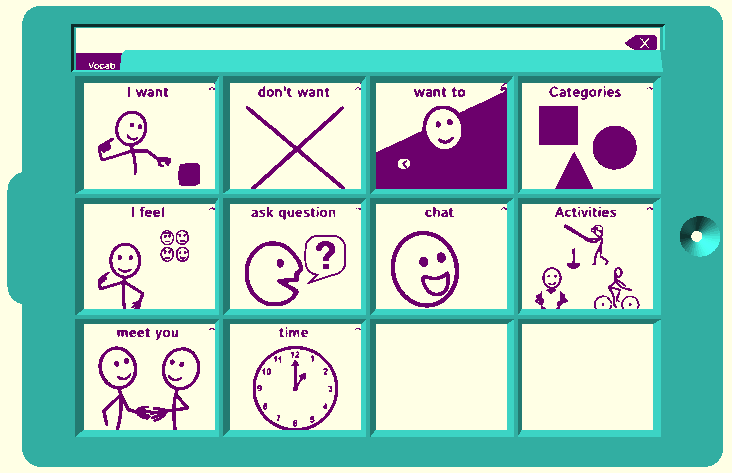 X
Vocab
I want
don't want
want to
Categories
I feel
ask question
?
chat
Activities
meet you
time
12
11
1
10
2
9
3
8
4
7
5
6